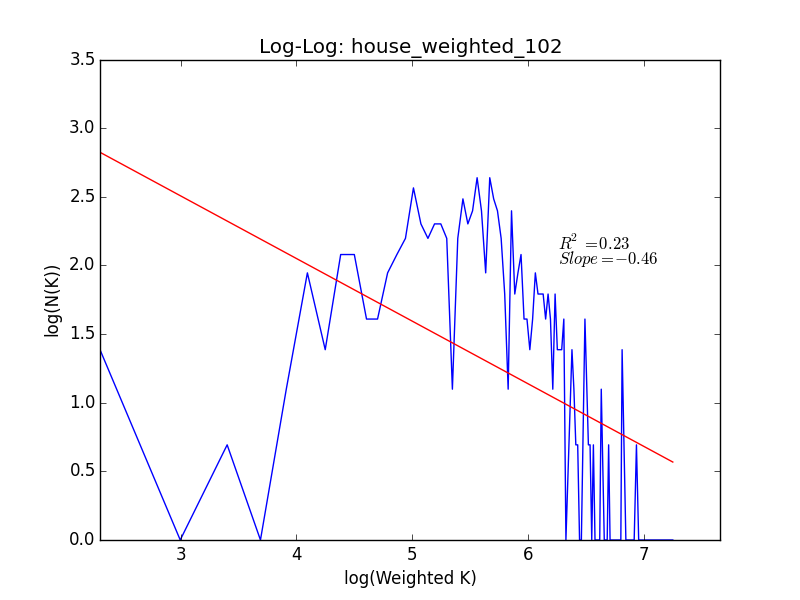 Log-Log: house_weighted_102
3.5
3.0
2.5
2.0
1.5
1.0
0.5
0.0
log(N(K))
R² =0.23
Slope=−0.46
3 4 5 6 7
log(Weighted K)